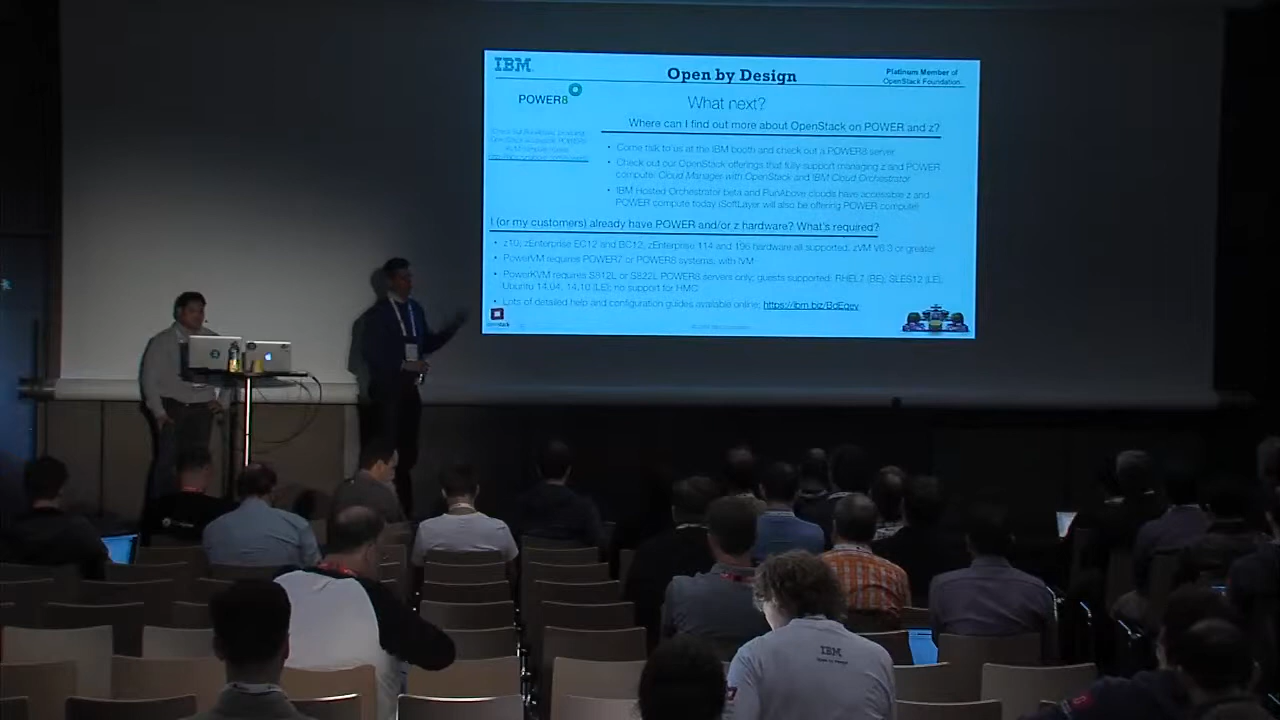 IBM
Open by Design
Platinum Member of
OpenStack Foundation
POWER8
What next?
Where can I find out more about OpenStack on POWER and z?
• Come talk to us at the IBM booth and check out a POWER8 server
• Check out our OpenStack offerings that fully support managing z and POWER
compute: Cloud Manager with OpenStack and IBM Cloud Orchestrator
• IBM Hosted Orchestrator beta and RunAbove clouds have accessible z and
POWER compute today (SoftLayer will also be offering POWER compute)
I (or my customers) already have POWER and/or z hardware? What's required?
• z10, zEnterprise EC12 and BC12, zEnterprise 114 and 196 hardware all supported, zVM V6.3 or greater
• PowerVM requires POWER7 or POWER8 systems, with IVM
• PowerKVM requires S812L or S822L POWER8 servers only; guests supported: RHEL7 (BE), SLES12 (LE),
Ubuntu 14.04, 14.10 (LE); no support for HMC
• Lots of detailed help and configuration guides available online: https://ibm.biz/BdEgev
openstack
IBM